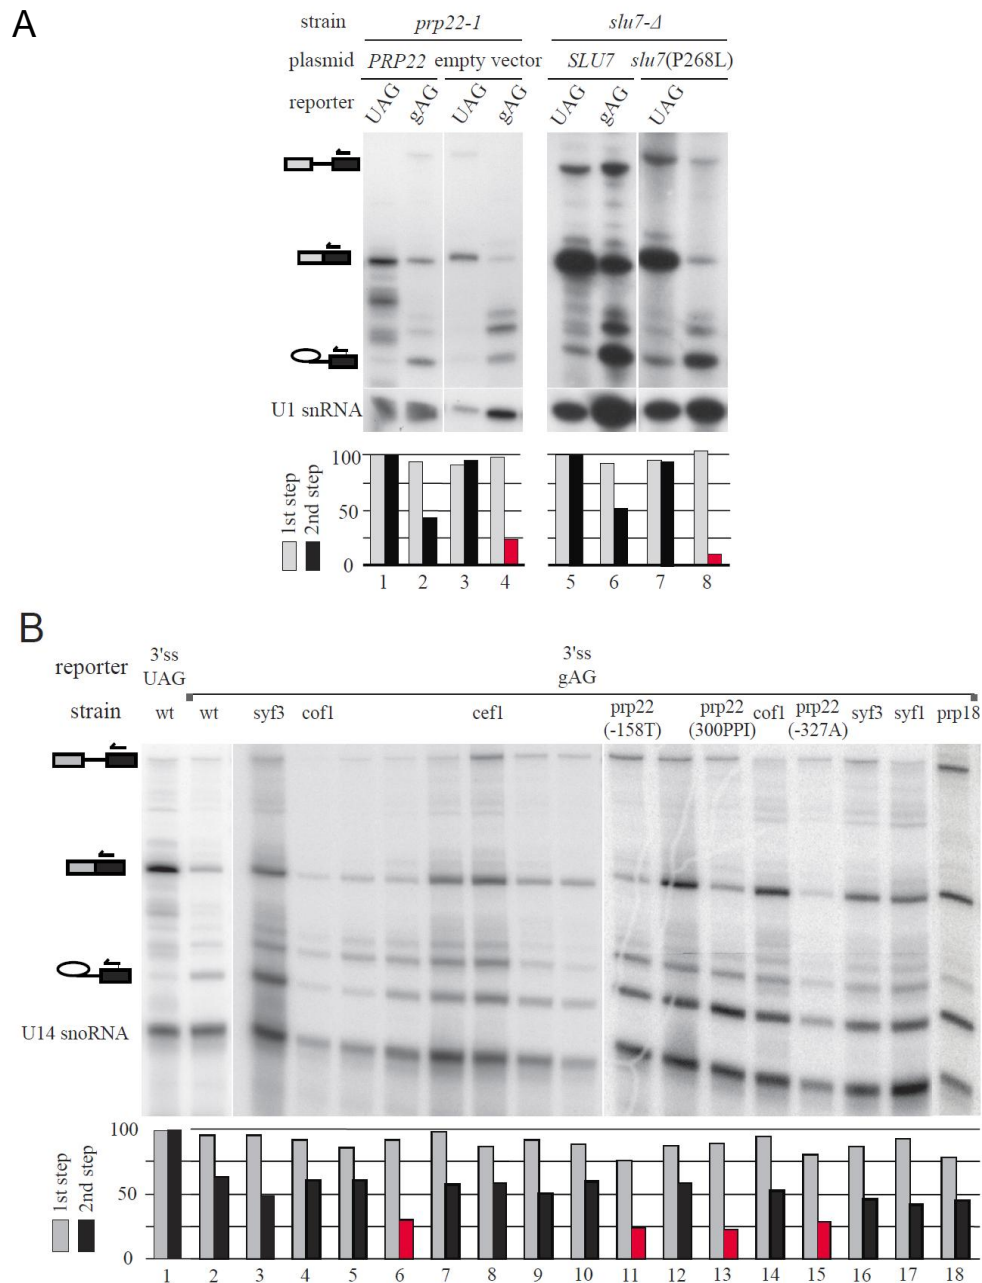 A
strain prp22-1 slu7-Δ
plasmid PRP22 empty vector SLU7 slu7(P268L)
reporter UAG gAG UAG gAG UAG gAG UAG
U1 snRNA
1st step
2nd step
100
50
0
1 2 3 4 5 6 7 8
B
reporter 3'ss UAG 3'ss gAG
strain wt wt syf3 cof1 cef1 prp22 (-158T) prp22 (300PPI) cof1 prp22 (-327A) syf3 syf1 prp18
U14 snoRNA
1st step
2nd step
100
50
0
1 2 3 4 5 6 7 8 9 10 11 12 13 14 15 16 17 18